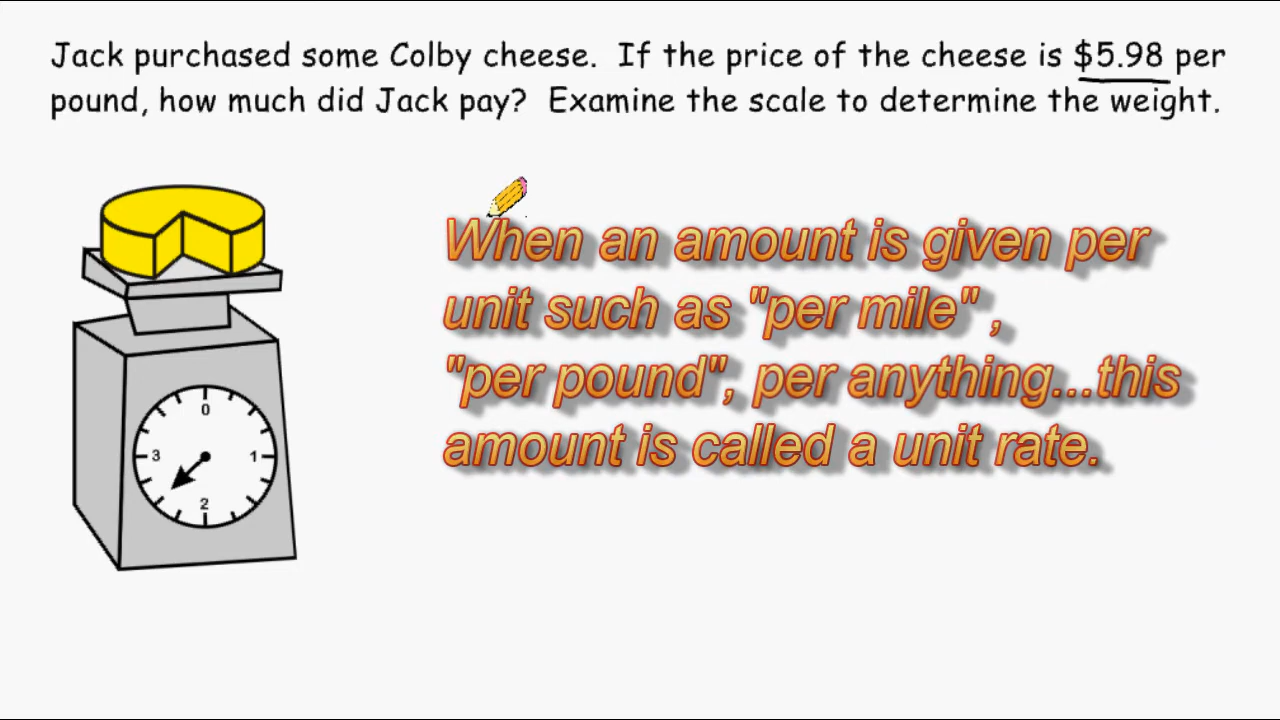 Jack purchased some Colby cheese.  If the price of the cheese is $5.98 per
pound, how much did Jack pay?  Examine the scale to determine the weight.
When an amount is given per
unit such as "per mile" ,
"per pound", per anything...this
amount is called a unit rate.
0
3 1
2